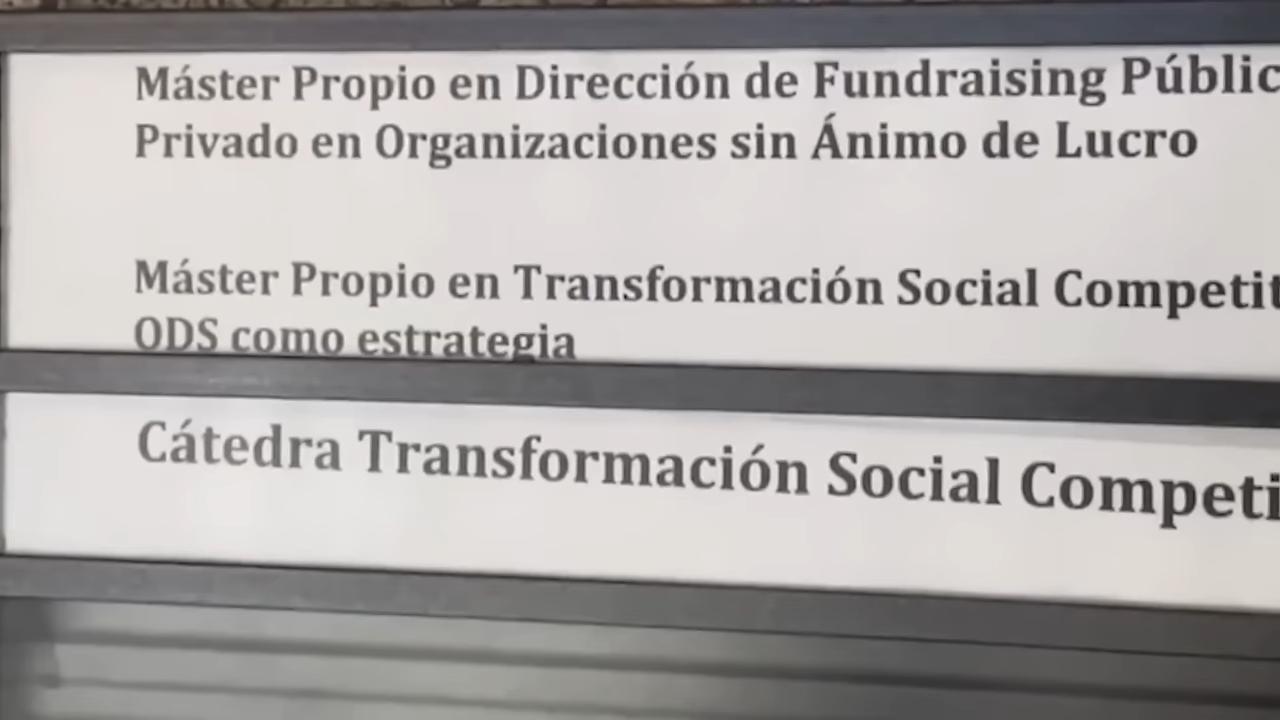 Máster Propio en Dirección de Fundraising Públic
Privado en Organizaciones sin Ánimo de Lucro
Máster Propio en Transformación Social Competit
ODS como estrategia
Cátedra Transformación Social Competi